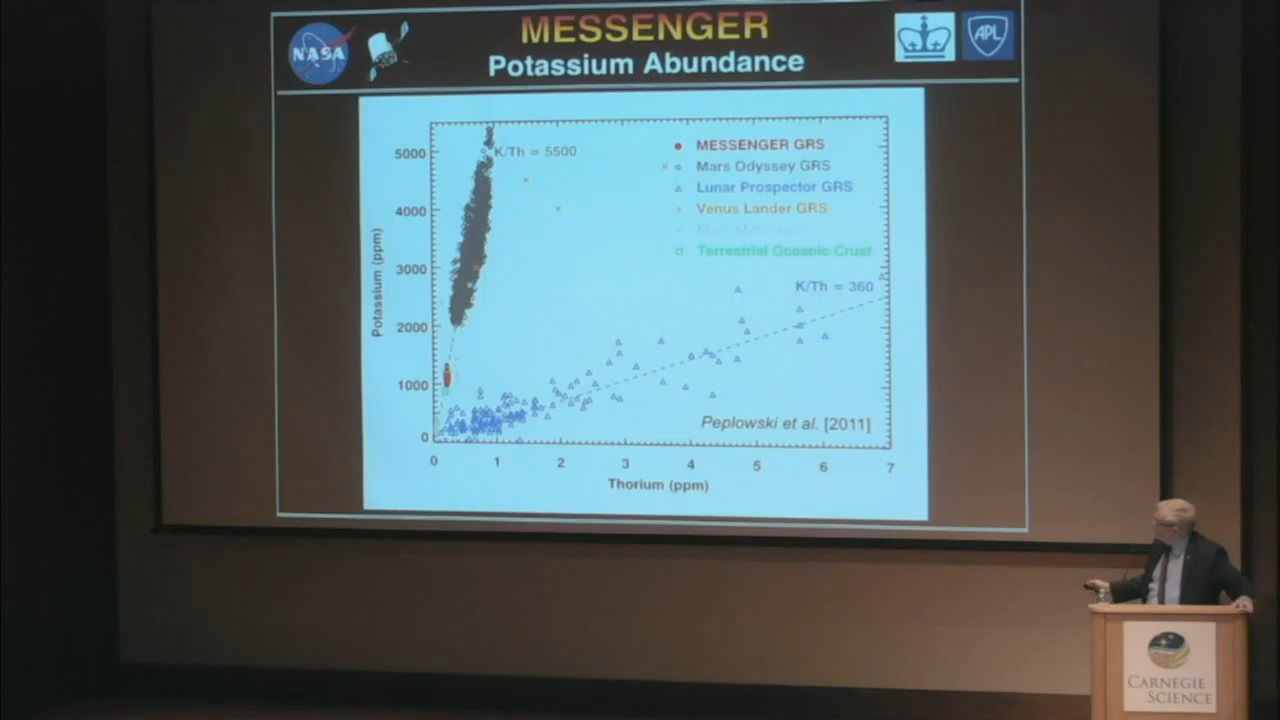 MESSENGER
Potassium Abundance
NASA
APL
K/Th = 5500
MESSENGER GRS
Mars Odyssey GRS
Lunar Prospector GRS
Venus Lander GRS
Terrestrial Oceanic Crust
K/Th = 360
Peplowski et al. [2011]
Potassium (ppm)
5000
4000
3000
2000
1000
0
0 1 2 3 4 5 6 7
Thorium (ppm)
CARNEGIE
SCIENCE